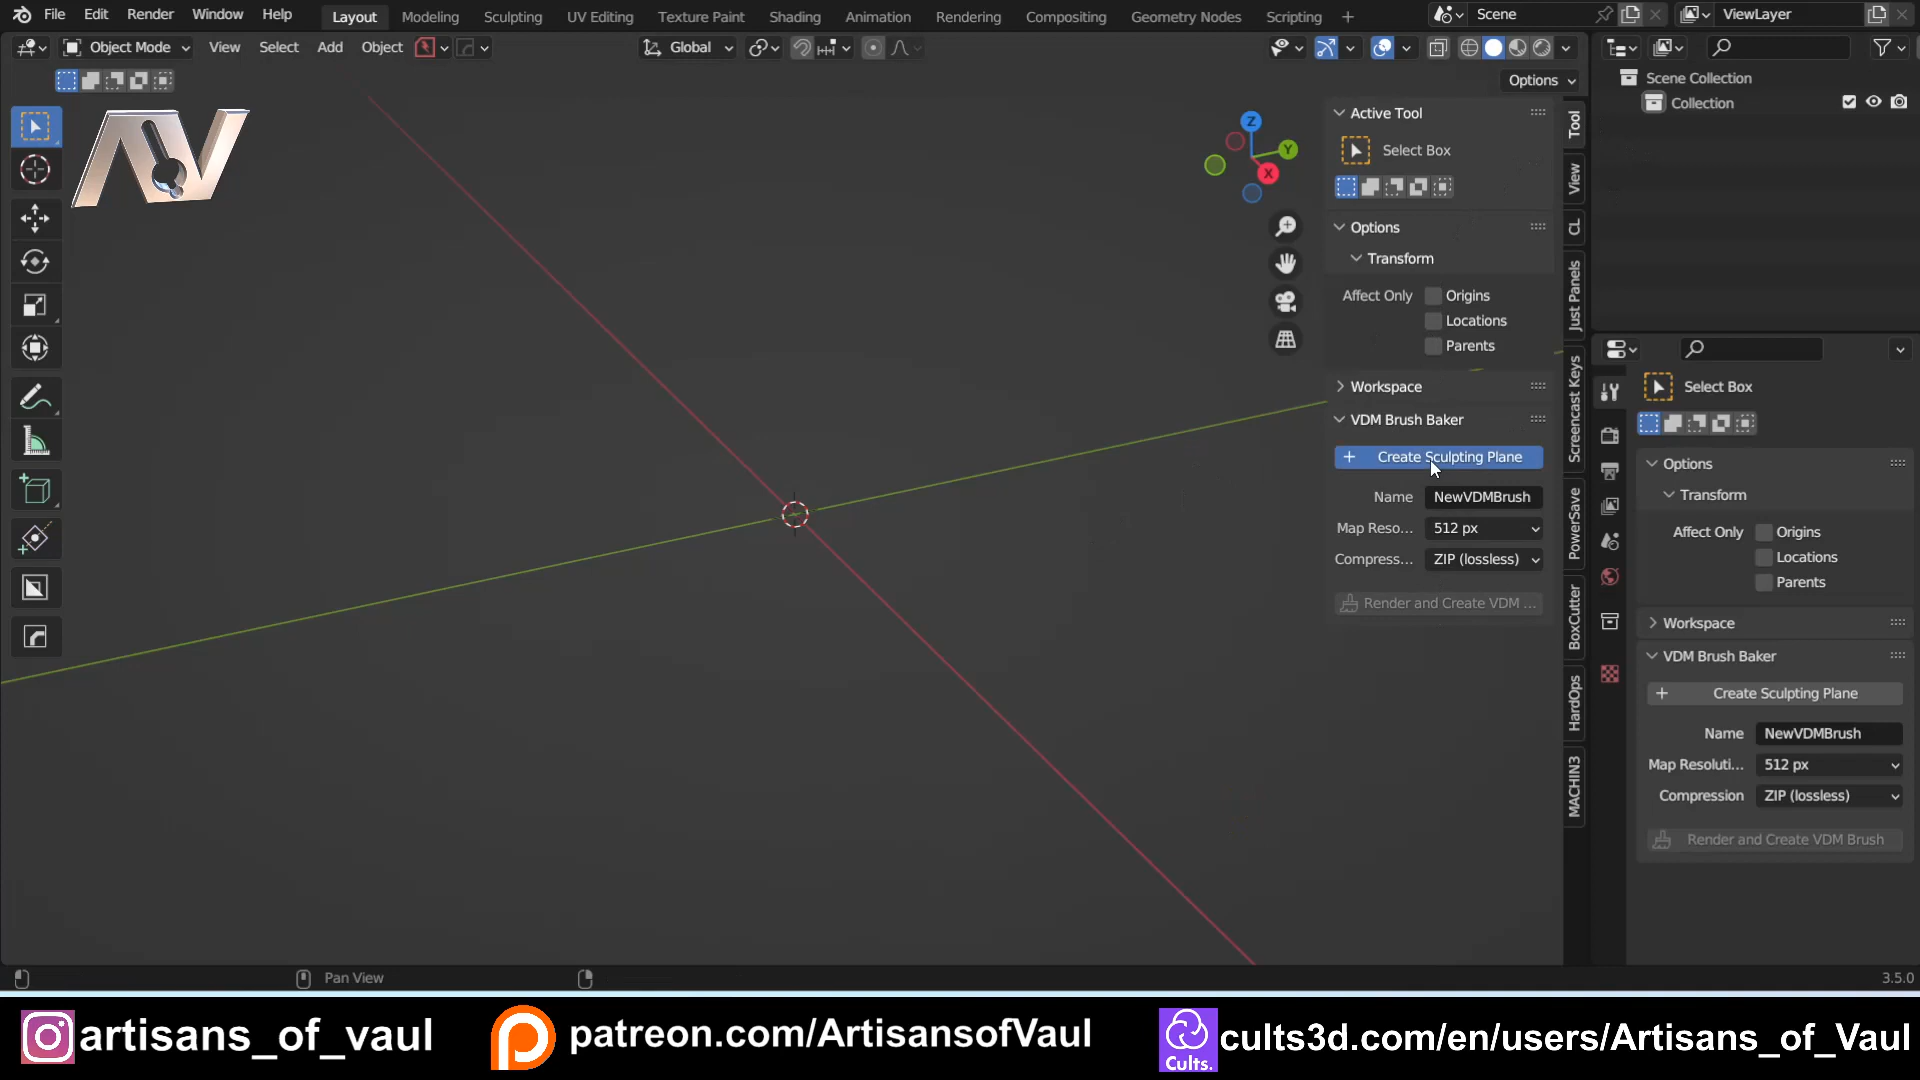 File Edit Render Window Help Layout Modeling Sculpting UV Editing Texture Paint Shading Animation Rendering Compositing Geometry Nodes Scripting + Scene ViewLayer
Object Mode View Select Add Object Global
Options
Scene Collection
Collection
Active Tool
Select Box
Options
Transform
Affect Only Origins
Locations
Parents
Workspace
VDM Brush Baker
+ Create Sculpting Plane
Name NewVDMBrush
Map Reso... 512 px
Compress... ZIP (lossless)
Render and Create VDM ...
Tool
View
CL
Just Panels
Screencast Keys
PowerSave
BoxCutter
HardOps
MACHIN3
Z
Y
X
Select Box
Options
Transform
Affect Only Origins
Locations
Parents
Workspace
VDM Brush Baker
+ Create Sculpting Plane
Name NewVDMBrush
Map Resoluti... 512 px
Compression ZIP (lossless)
Render and Create VDM Brush
Pan View
3.5.0
artisans_of_vaul
patreon.com/ArtisansofVaul
Cults.
cults3d.com/en/users/Artisans_of_Vaul